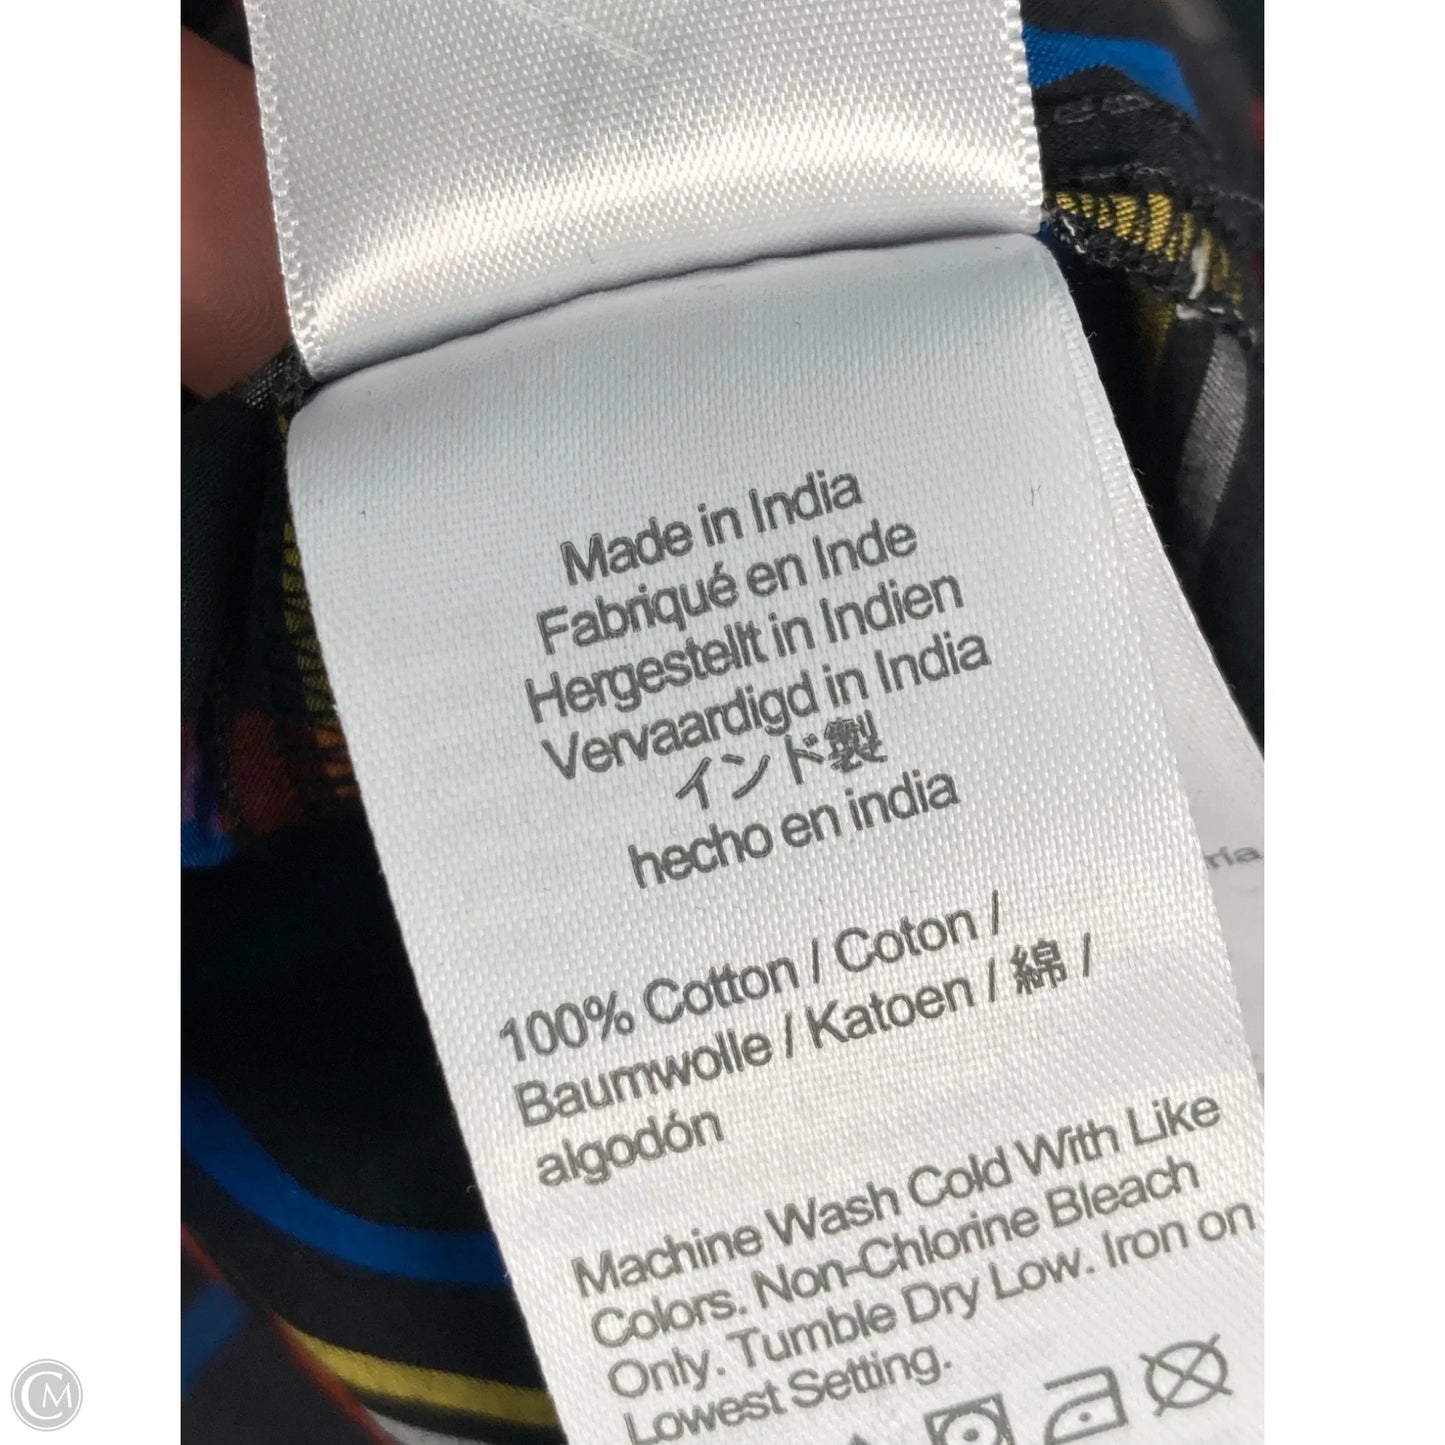 Made in India
Fabriqué en Inde
Hergestellt in Indien
Vervaardigd in India
インド製
hecho en india
100% Cotton / Coton /
Baumwolle / Katoen / 綿 /
algodón
Machine Wash Cold With Like
Colors. Non-Chlorine Bleach
Only. Tumble Dry Low. Iron on
Lowest Setting.
ría
CM